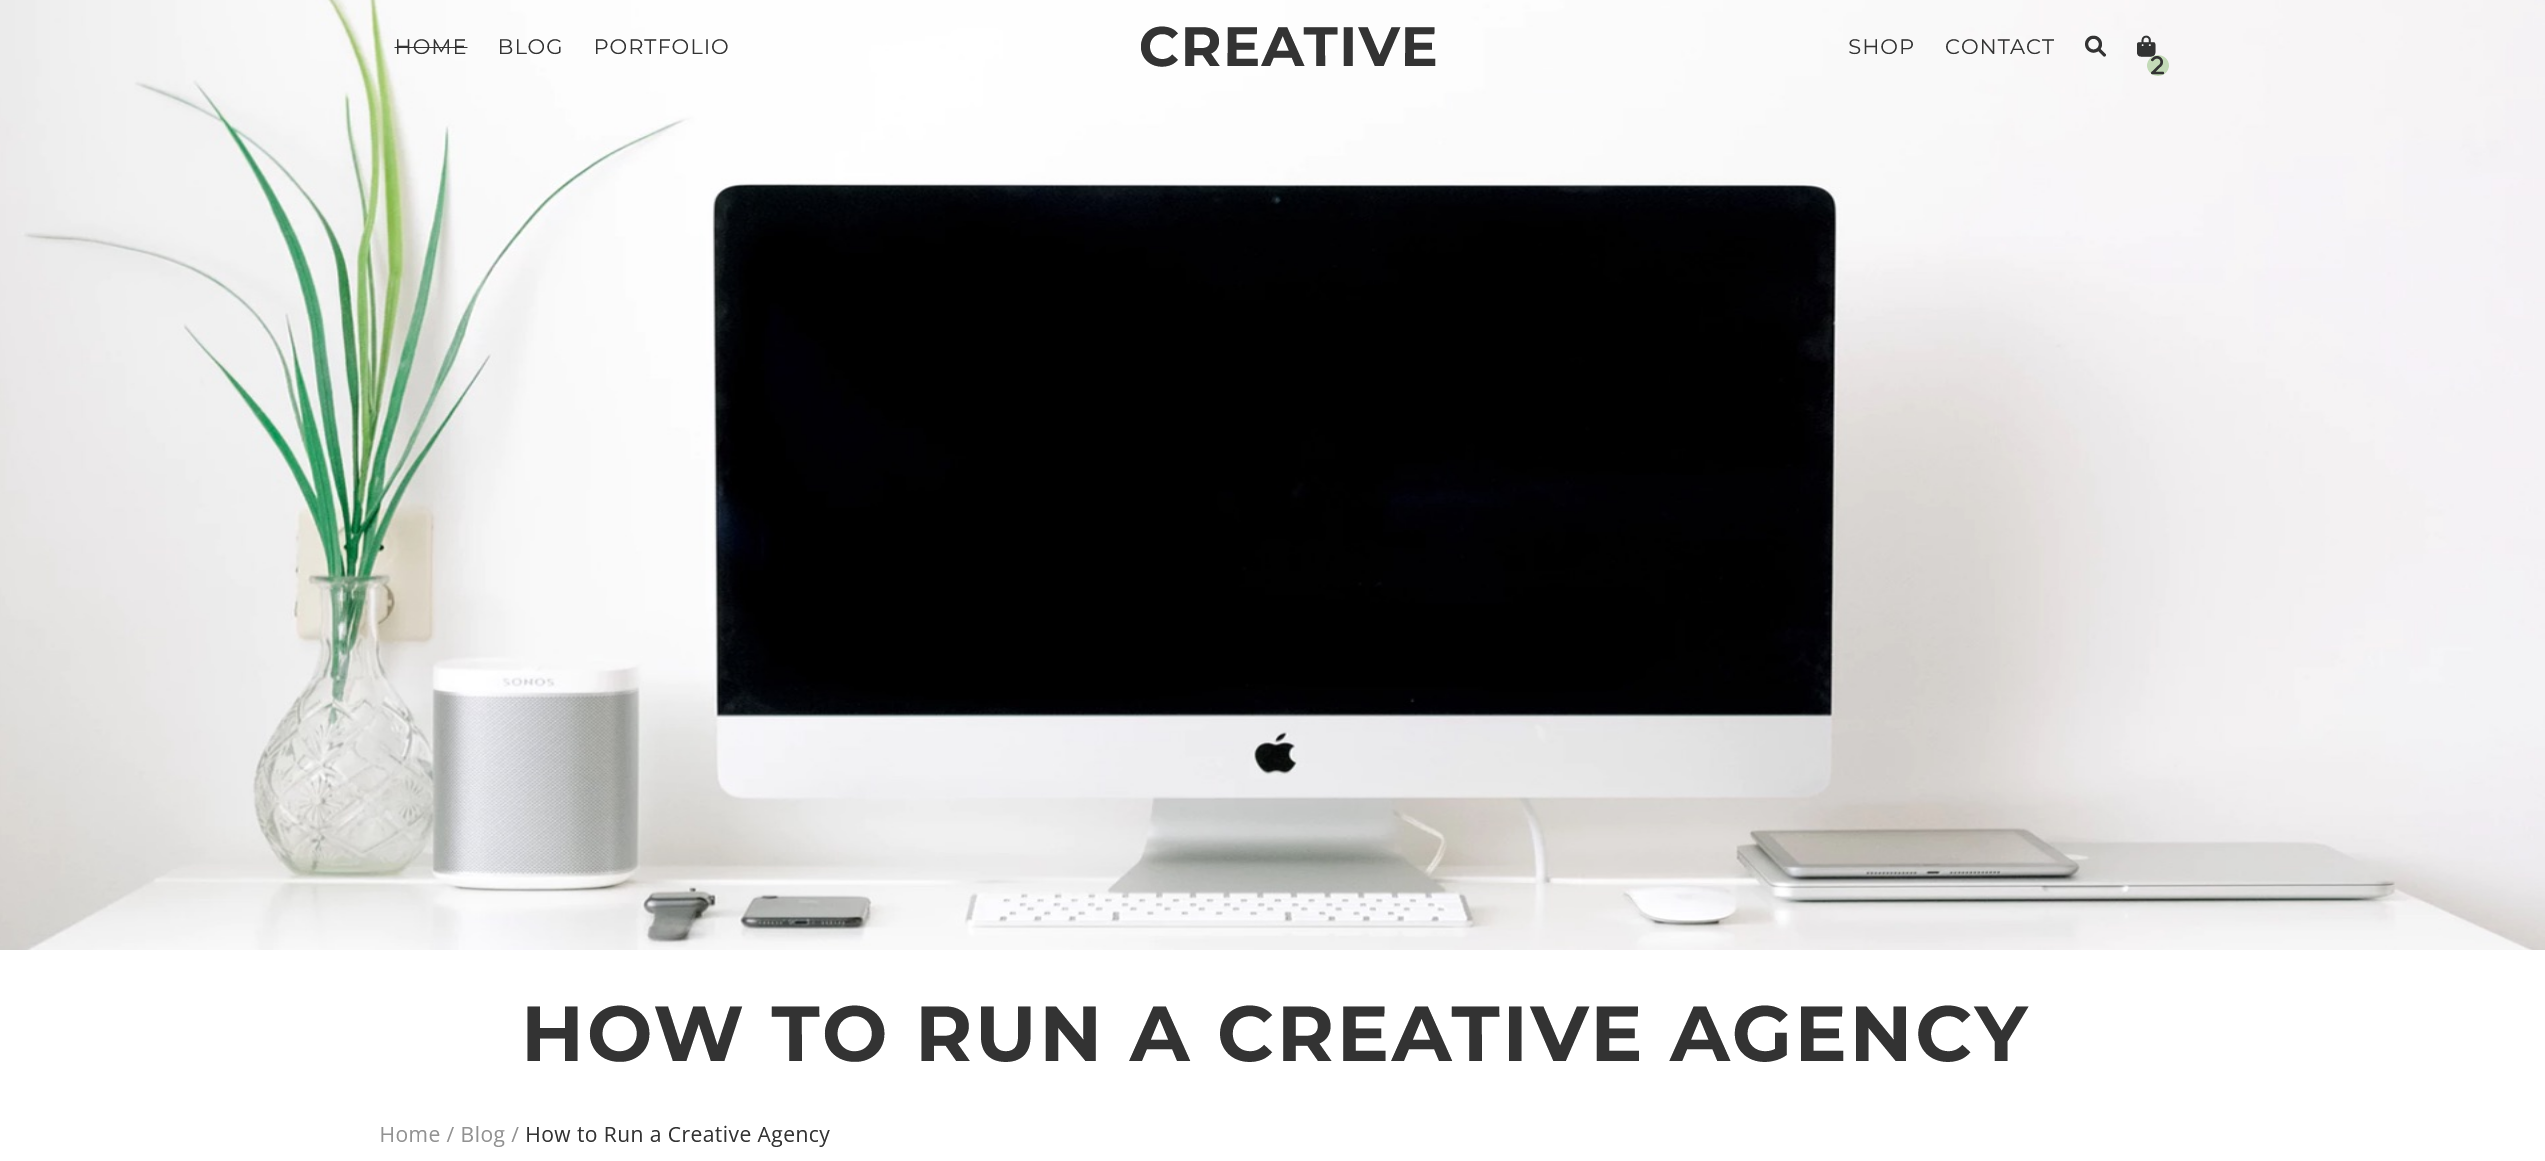 HOME BLOG PORTFOLIO CREATIVE SHOP CONTACT 2
SONOS
HOW TO RUN A CREATIVE AGENCY
Home / Blog / How to Run a Creative Agency